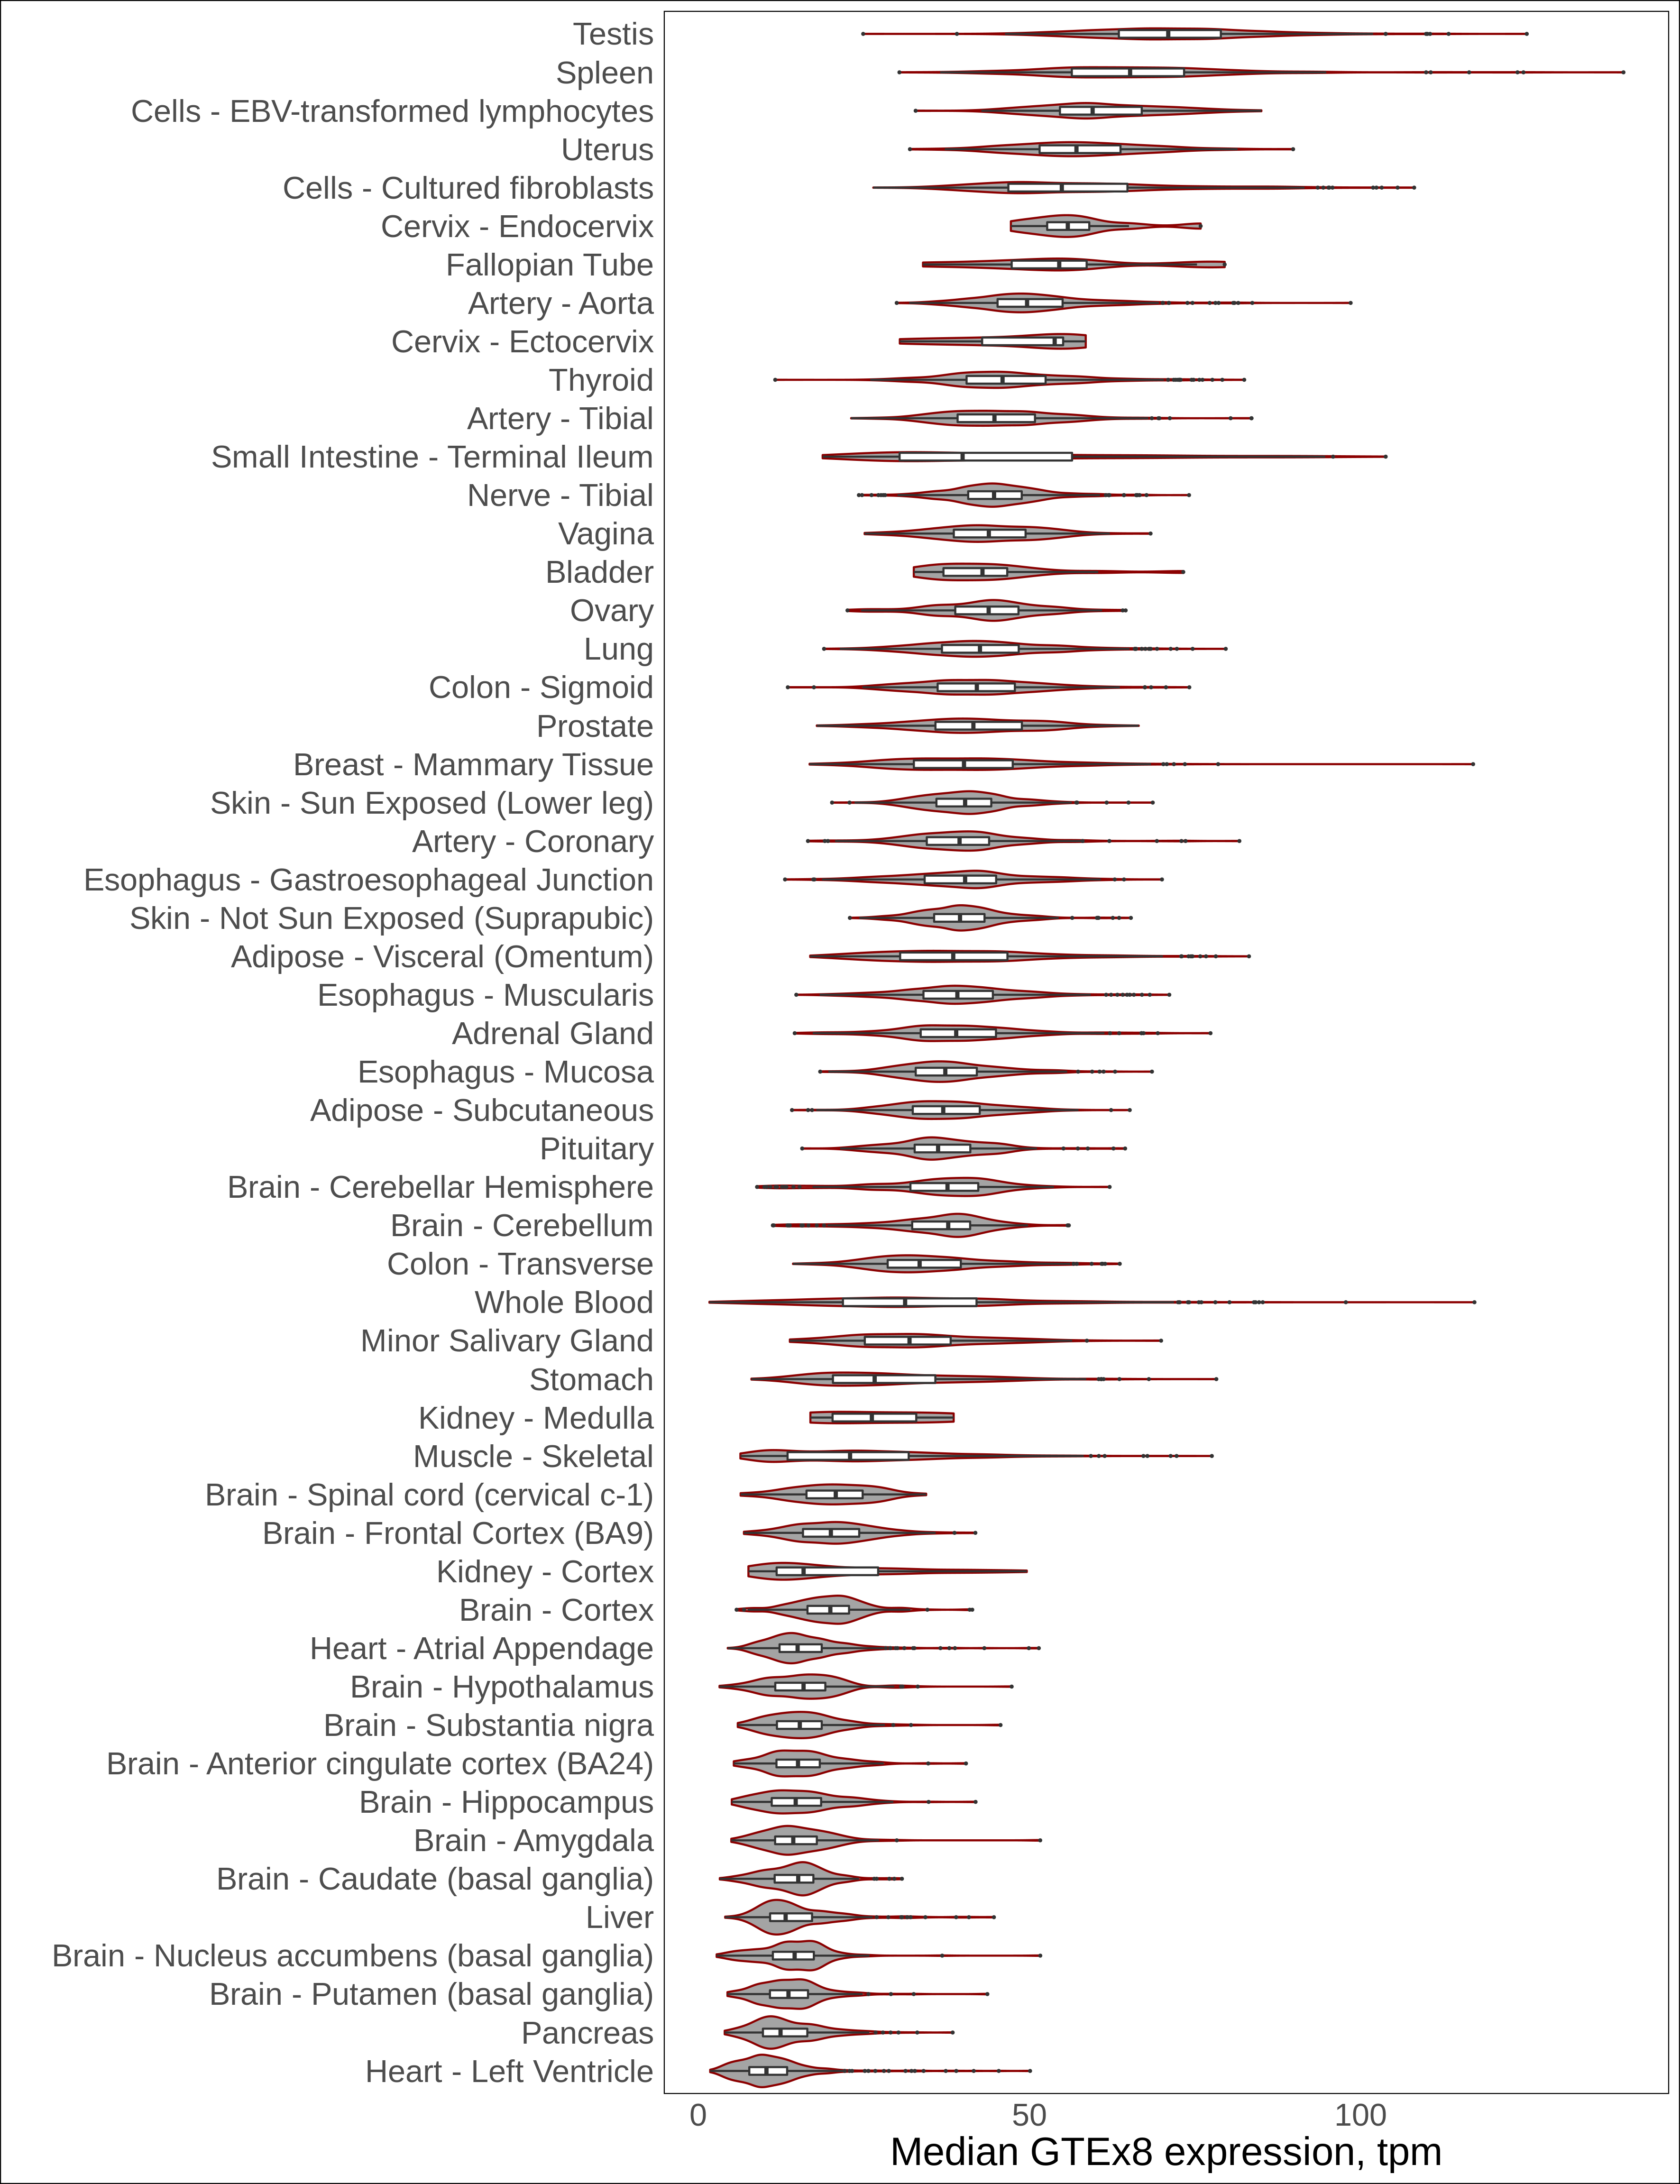 Testis
Spleen
Cells - EBV-transformed lymphocytes
Uterus
Cells - Cultured fibroblasts
Cervix - Endocervix
Fallopian Tube
Artery - Aorta
Cervix - Ectocervix
Thyroid
Artery - Tibial
Small Intestine - Terminal Ileum
Nerve - Tibial
Vagina
Bladder
Ovary
Lung
Colon - Sigmoid
Prostate
Breast - Mammary Tissue
Skin - Sun Exposed (Lower leg)
Artery - Coronary
Esophagus - Gastroesophageal Junction
Skin - Not Sun Exposed (Suprapubic)
Adipose - Visceral (Omentum)
Esophagus - Muscularis
Adrenal Gland
Esophagus - Mucosa
Adipose - Subcutaneous
Pituitary
Brain - Cerebellar Hemisphere
Brain - Cerebellum
Colon - Transverse
Whole Blood
Minor Salivary Gland
Stomach
Kidney - Medulla
Muscle - Skeletal
Brain - Spinal cord (cervical c-1)
Brain - Frontal Cortex (BA9)
Kidney - Cortex
Brain - Cortex
Heart - Atrial Appendage
Brain - Hypothalamus
Brain - Substantia nigra
Brain - Anterior cingulate cortex (BA24)
Brain - Hippocampus
Brain - Amygdala
Brain - Caudate (basal ganglia)
Liver
Brain - Nucleus accumbens (basal ganglia)
Brain - Putamen (basal ganglia)
Pancreas
Heart - Left Ventricle
0 50 100
Median GTEx8 expression, tpm